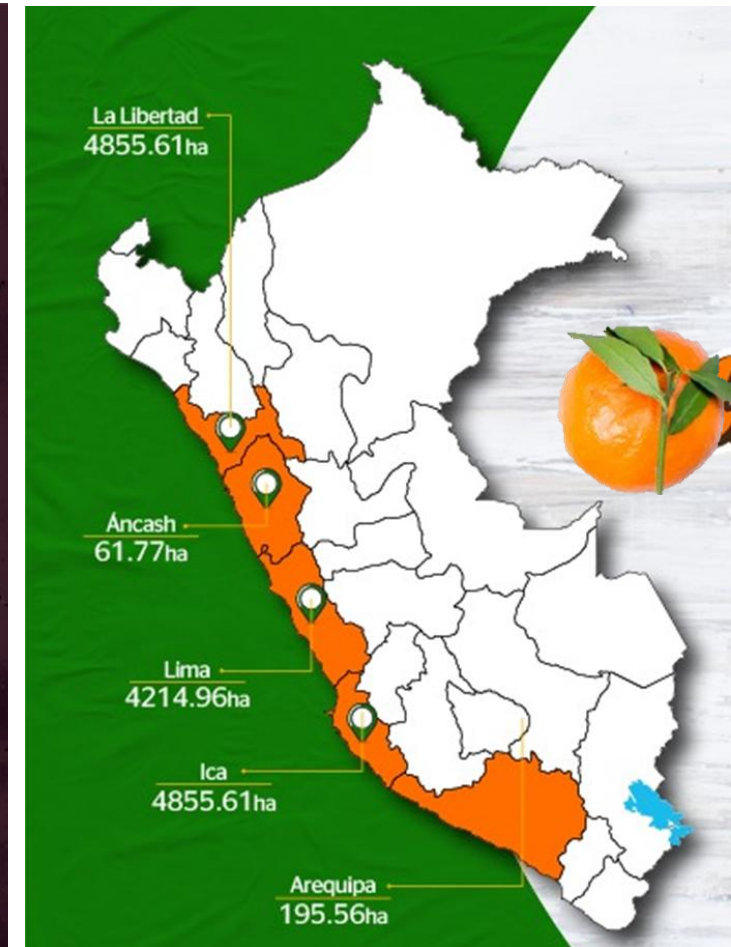 La Libertad
4855.61ha
Áncash
61.77ha
Lima
4214.96ha
Ica
4855.61ha
Arequipa
195.56ha